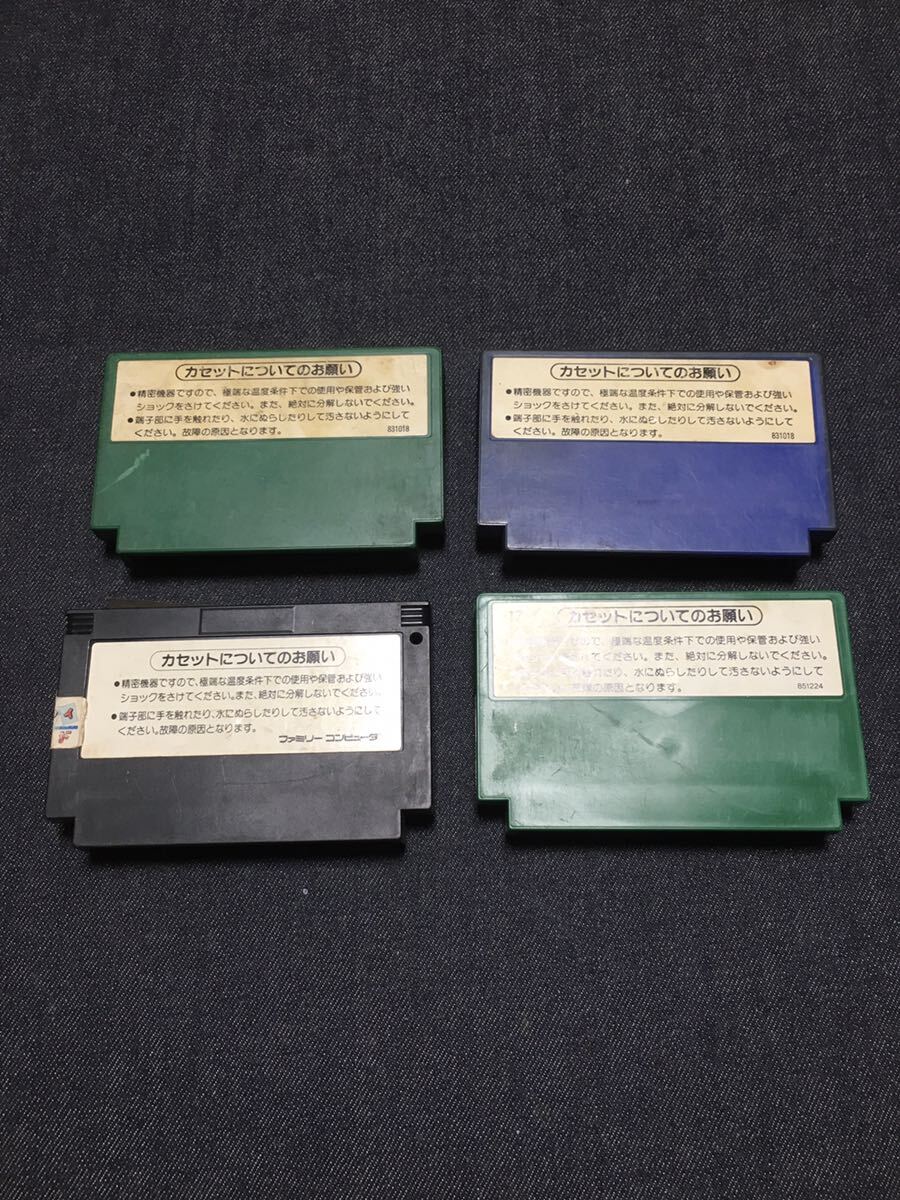 カセットについてのお願い
●精密機器ですので、極端な温度条件下での使用や保管および強い
ショックをさけてください。また、絶対に分解しないでください。
●端子部に手を触れたり、水にぬらしたりして汚さないようにして
ください。故障の原因となります。
831018
カセットについてのお願い
●精密機器ですので、極端な温度条件下での使用や保管および強い
ショックをさけてください。また、絶対に分解しないでください。
●端子部に手を触れたり、水にぬらしたりして汚さないようにして
ください。故障の原因となります。
831018
カセットについてのお願い
●精密機器ですので、極端な温度条件下での使用や保管および強い
ショックをさけてください。また、絶対に分解しないでください。
●端子部に手を触れたり、水にぬらしたりして汚さないようにして
ください。故障の原因となります。
ファミリー コンピュータ
17
カセットについてのお願い
ので、極端な温度条件下での使用や保管および強い
てください。また、絶対に分解しないでください。
触れたり、水にぬらしたりして汚さないようにして
原因となります。
851224